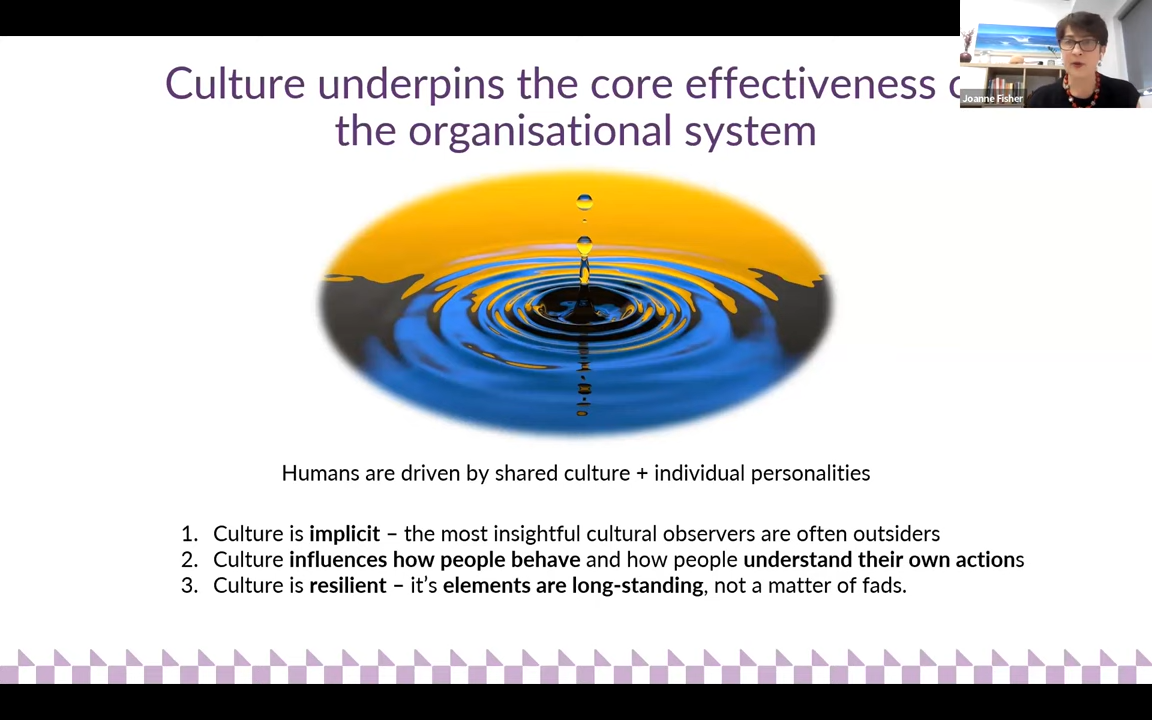 Culture underpins the core effectiveness
the organisational system
Joanne Fisher
Humans are driven by shared culture + individual personalities
1. Culture is implicit – the most insightful cultural observers are often outsiders
2. Culture influences how people behave and how people understand their own actions
3. Culture is resilient – it's elements are long-standing, not a matter of fads.